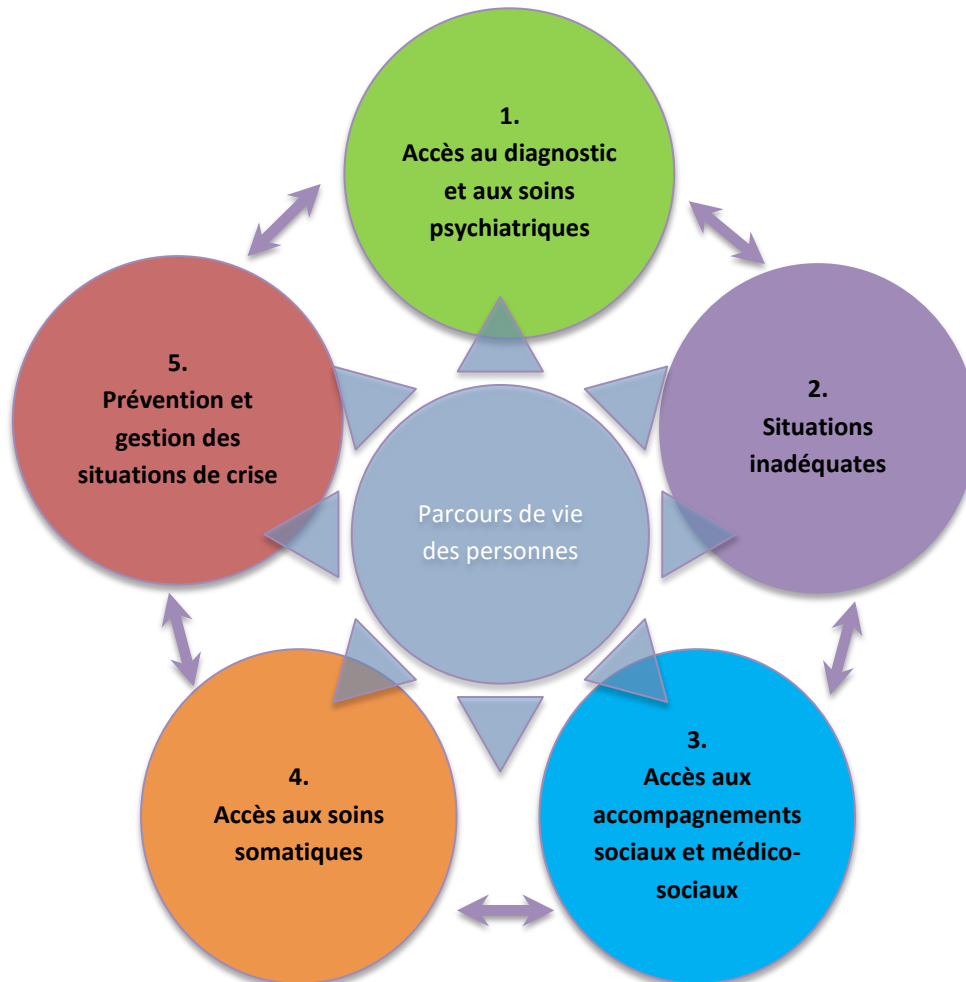 1.
Accès au diagnostic
et aux soins
psychiatriques
2.
Situations
inadéquates
3.
Accès aux
accompagnements
sociaux et médico-
sociaux
4.
Accès aux soins
somatiques
5.
Prévention et
gestion des
situations de crise
Parcours de vie
des personnes